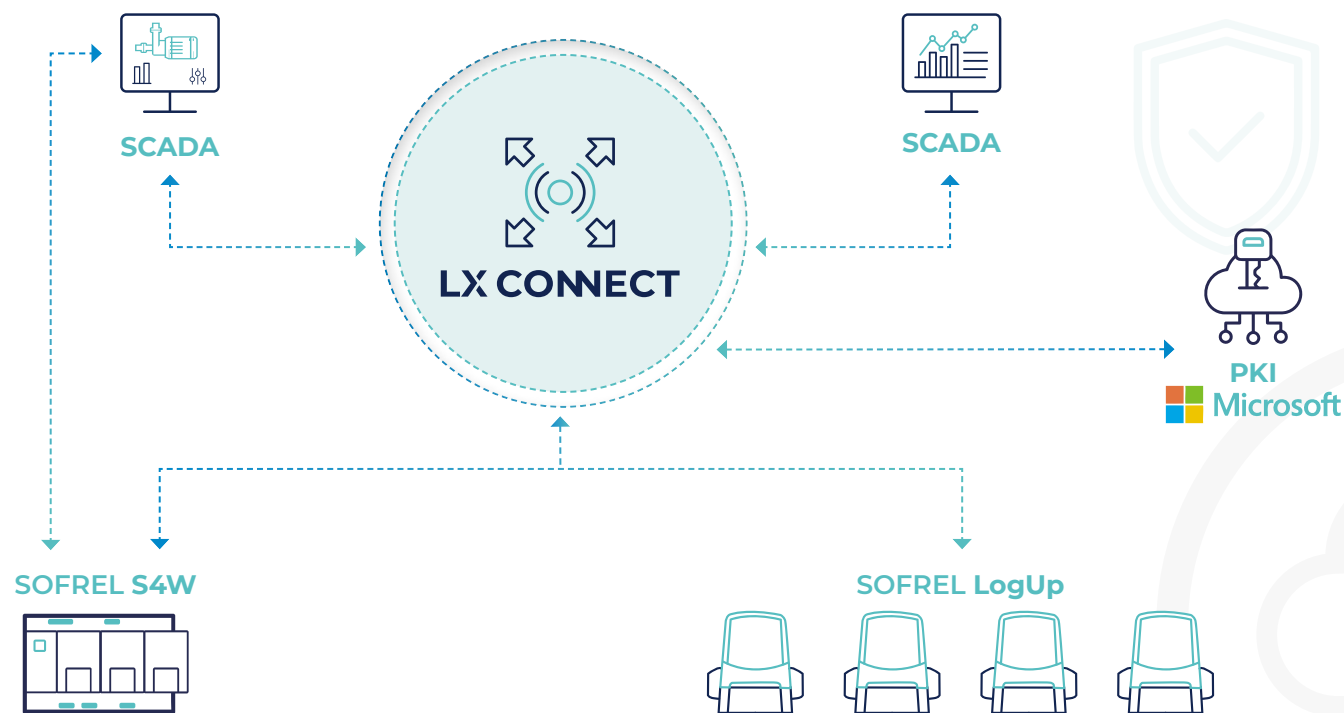 SCADA
SCADA
LX CONNECT
PKI
Microsoft
SOFREL S4W
SOFREL LogUp